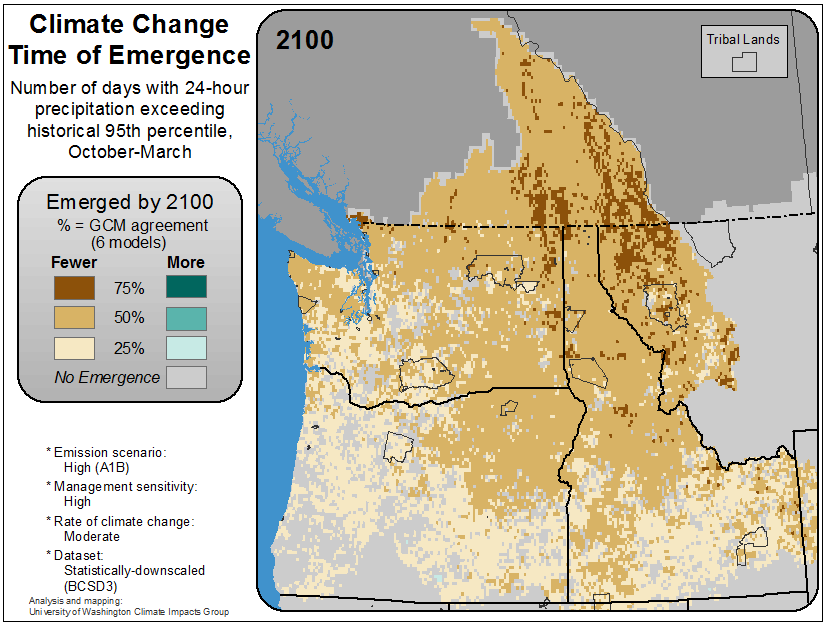 Climate Change
Time of Emergence
Number of days with 24-hour
precipitation exceeding
historical 95th percentile,
October-March
Emerged by 2100
% = GCM agreement
(6 models)
Fewer More
75%
50%
25%
No Emergence
* Emission scenario:
High (A1B)
* Management sensitivity:
High
* Rate of climate change:
Moderate
* Dataset:
Statistically-downscaled
(BCSD3)
Analysis and mapping:
University of Washington Climate Impacts Group
2100
Tribal Lands